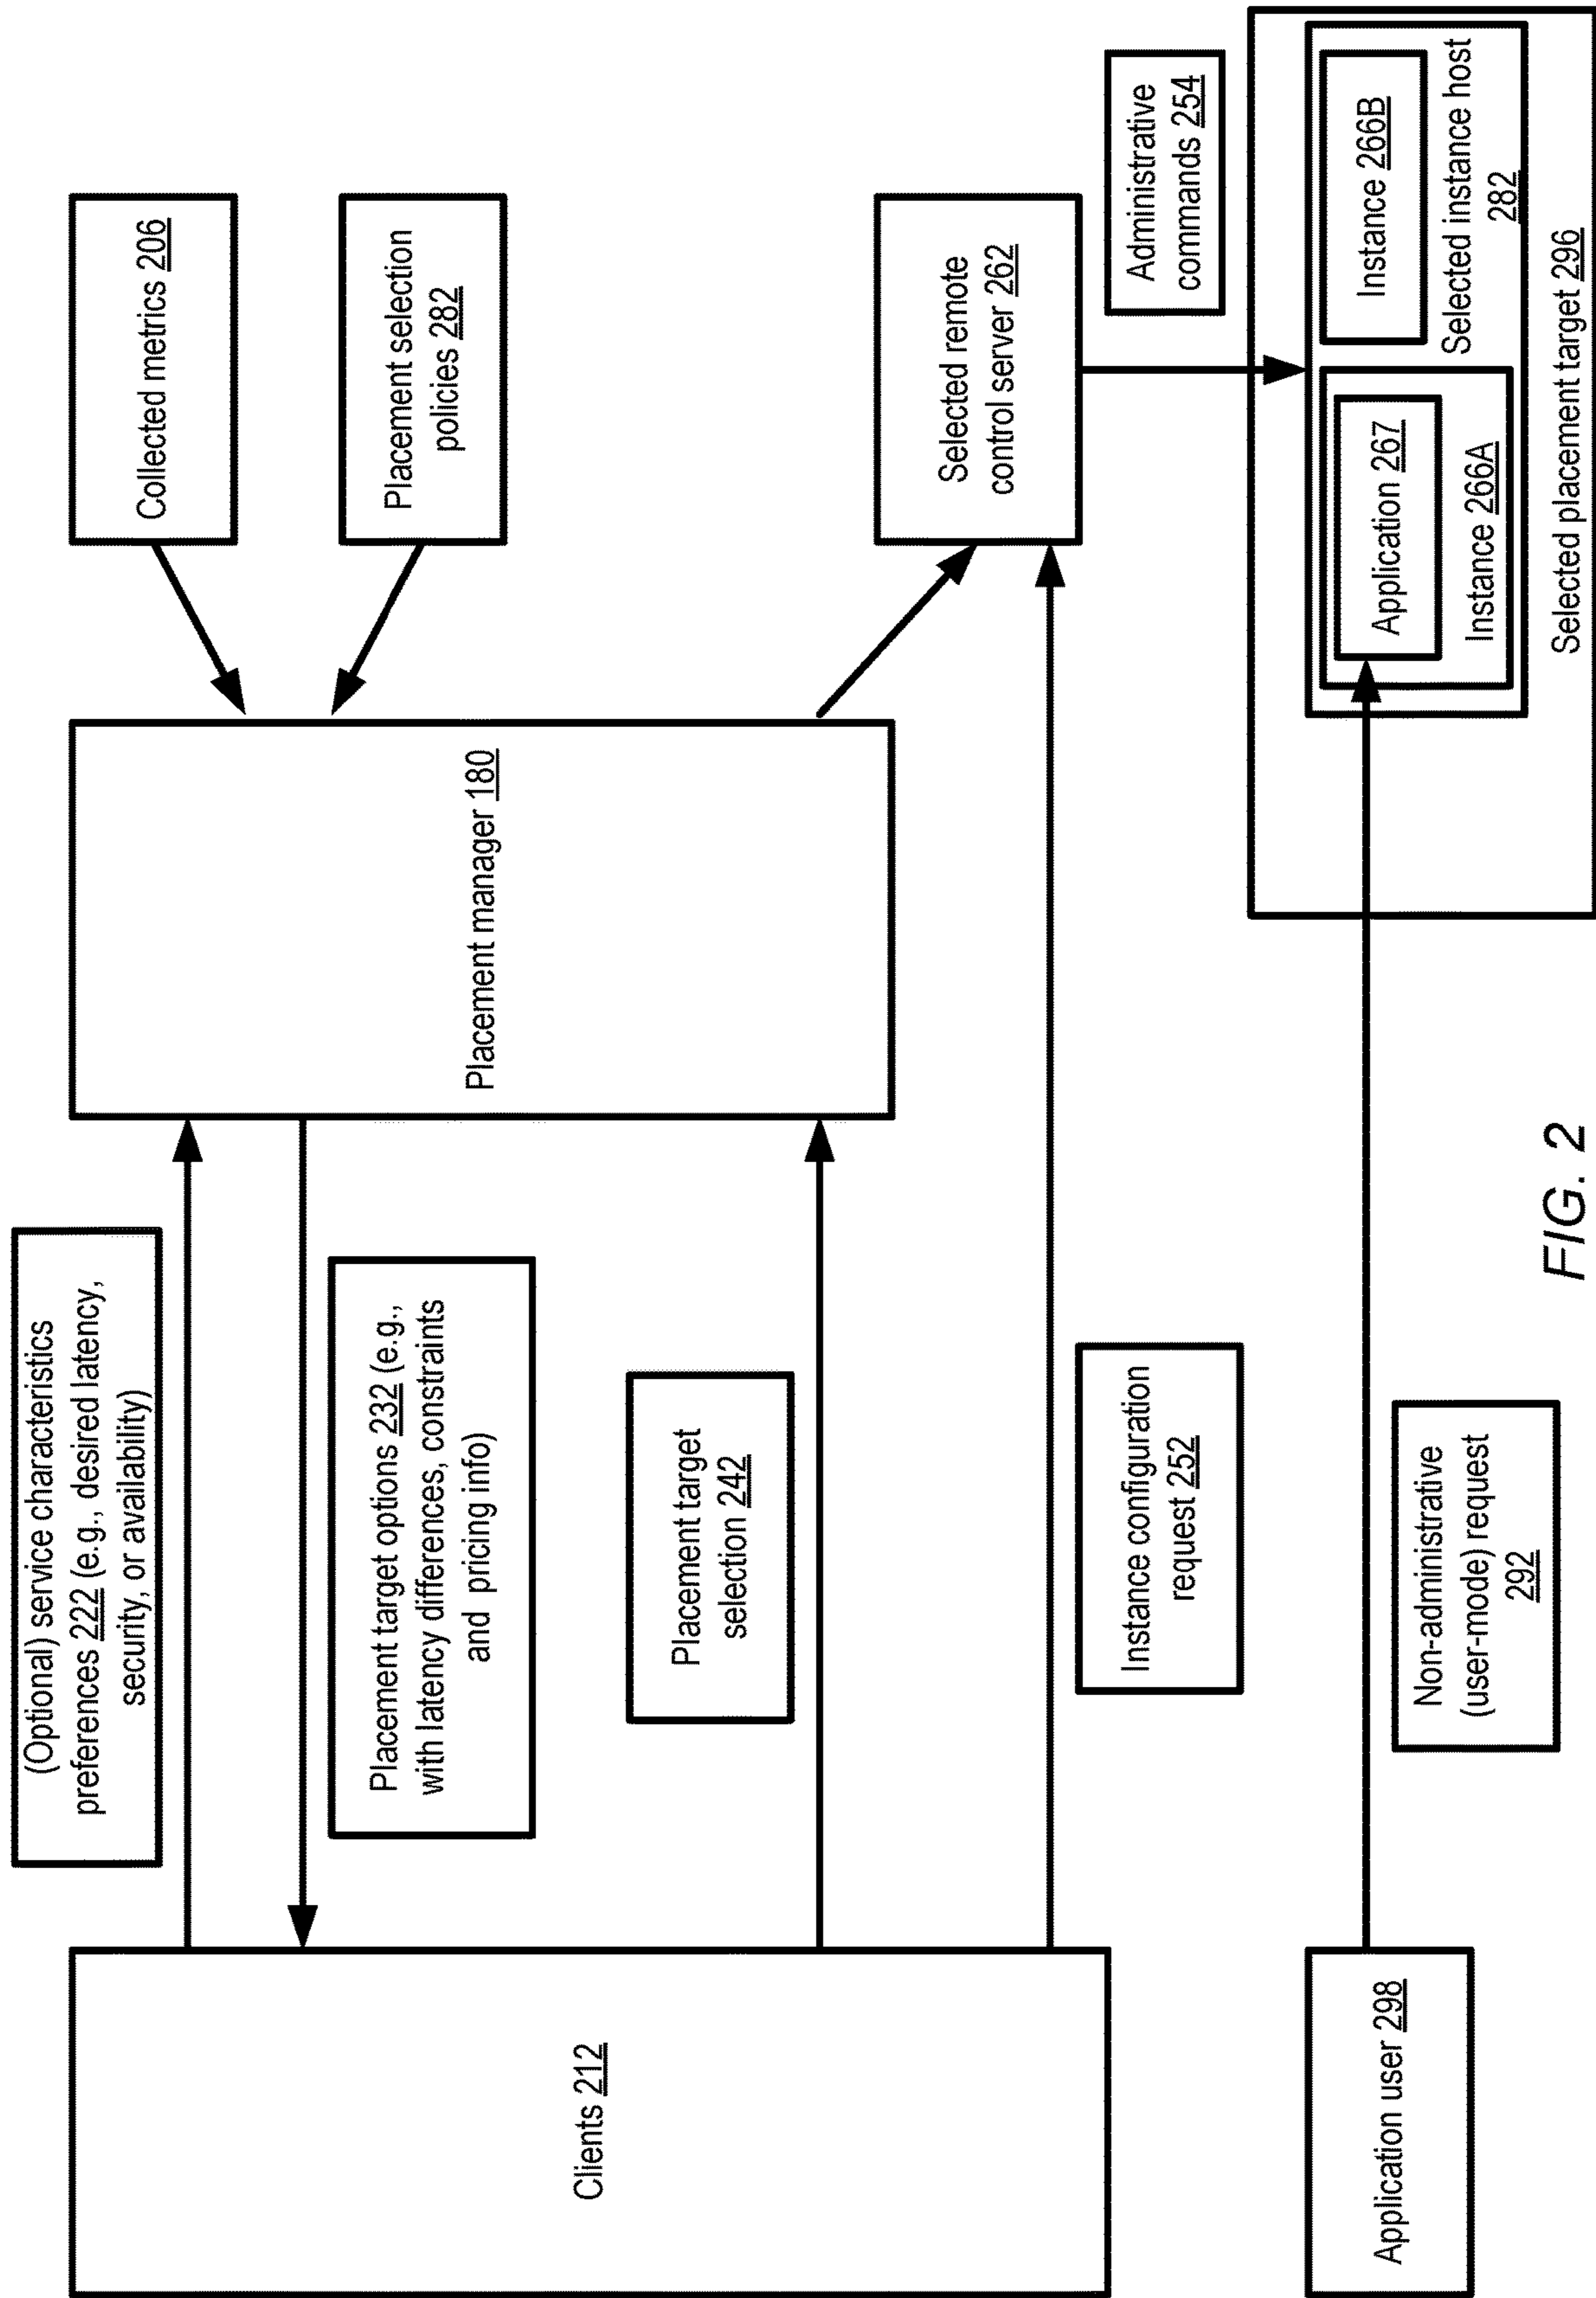 (Optional) service characteristics
preferences 222 (e.g., desired latency,
security, or availability)
Collected metrics 206
Placement target options 232 (e.g.,
with latency differences, constraints
and pricing info)
Placement selection
policies 282
Clients 212
Placement manager 180
Placement target
selection 242
Selected remote
control server 262
Administrative
commands 254
Instance configuration
request 252
Application user 298
Non-administrative
(user-mode) request
292
Application 267
Instance 266A
Instance 266B
Selected instance host
282
Selected placement target 296
FIG. 2